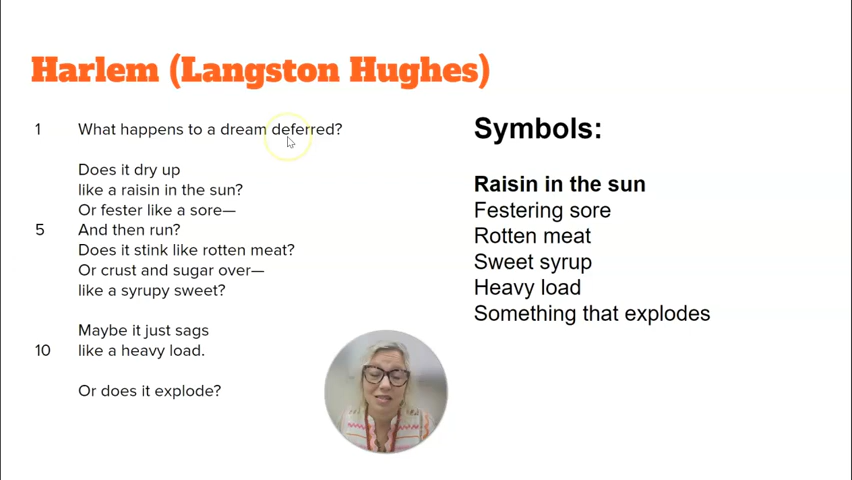 Harlem (Langston Hughes)
1 What happens to a dream deferred?
Does it dry up
like a raisin in the sun?
Or fester like a sore—
5 And then run?
Does it stink like rotten meat?
Or crust and sugar over—
like a syrupy sweet?
Maybe it just sags
10 like a heavy load.
Or does it explode?
Symbols:
Raisin in the sun
Festering sore
Rotten meat
Sweet syrup
Heavy load
Something that explodes